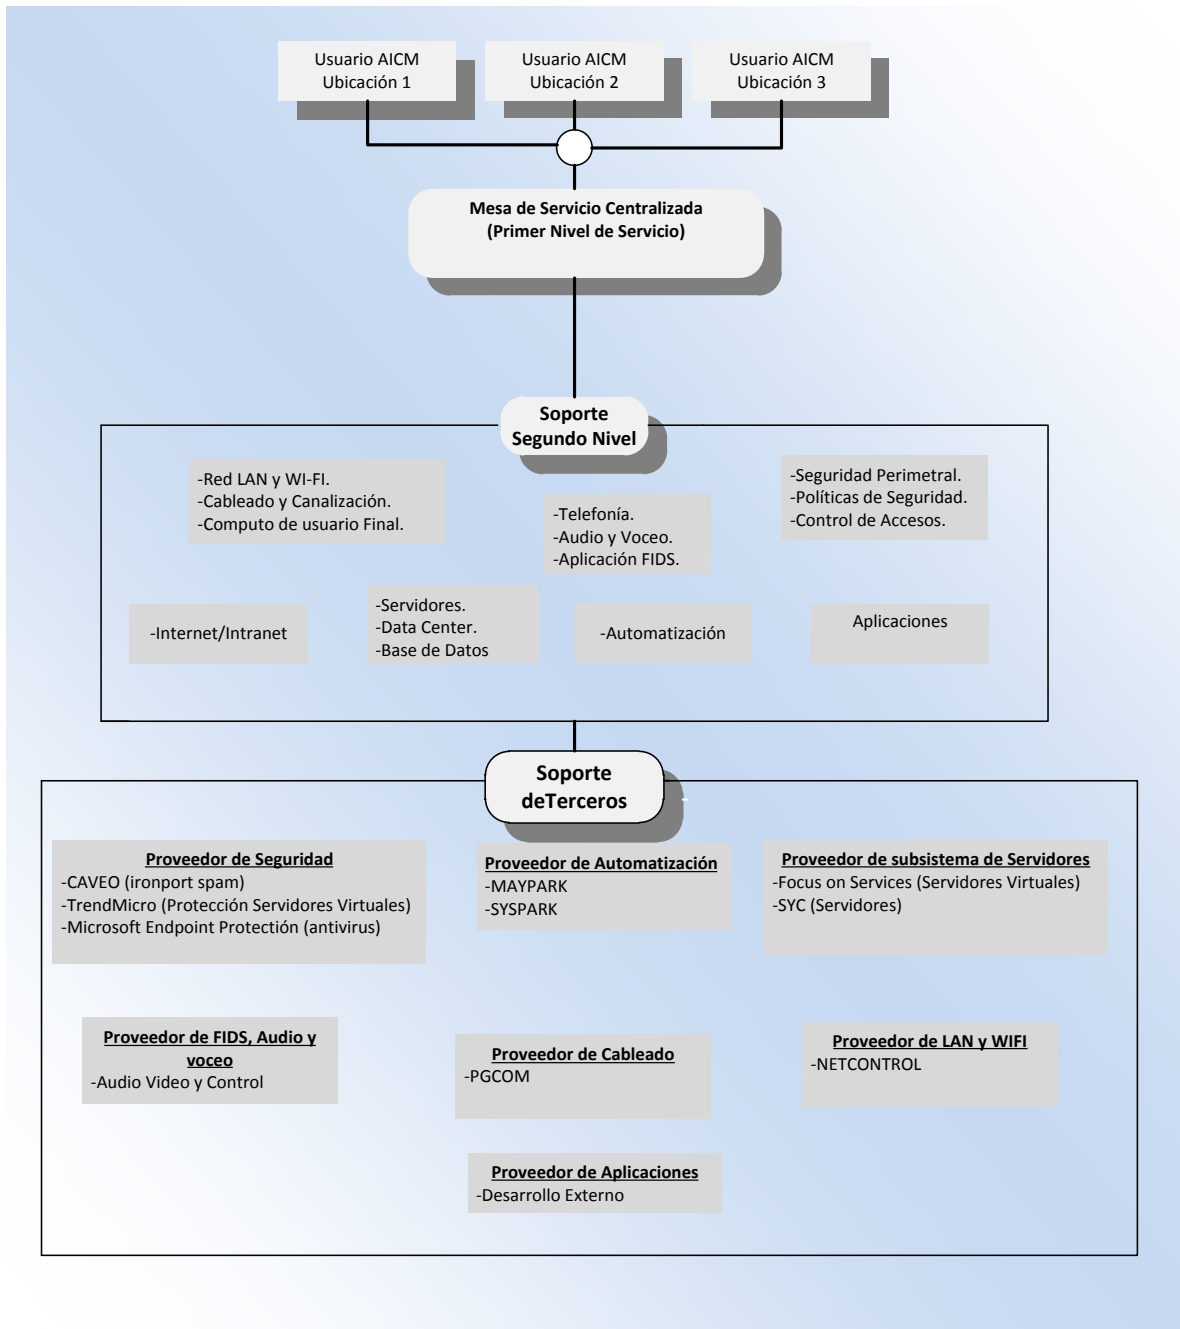 Usuario AICM
Ubicación 1
Usuario AICM
Ubicación 2
Usuario AICM
Ubicación 3
Mesa de Servicio Centralizada
(Primer Nivel de Servicio)
Soporte
Segundo Nivel
-Red LAN y WI-FI.
-Cableado y Canalización.
-Computo de usuario Final.
-Telefonía.
-Audio y Voceo.
-Aplicación FIDS.
-Seguridad Perimetral.
-Políticas de Seguridad.
-Control de Accesos.
-Internet/Intranet
-Servidores.
-Data Center.
-Base de Datos
-Automatización
Aplicaciones
Soporte
deTerceros
Proveedor de Seguridad
-CAVEO (ironport spam)
-TrendMicro (Protección Servidores Virtuales)
-Microsoft Endpoint Protectión (antivirus)
Proveedor de Automatización
-MAYPARK
-SYSPARK
Proveedor de subsistema de Servidores
-Focus on Services (Servidores Virtuales)
-SYC (Servidores)
Proveedor de FIDS, Audio y
voceo
-Audio Video y Control
Proveedor de Cableado
-PGCOM
Proveedor de LAN y WIFI
-NETCONTROL
Proveedor de Aplicaciones
-Desarrollo Externo